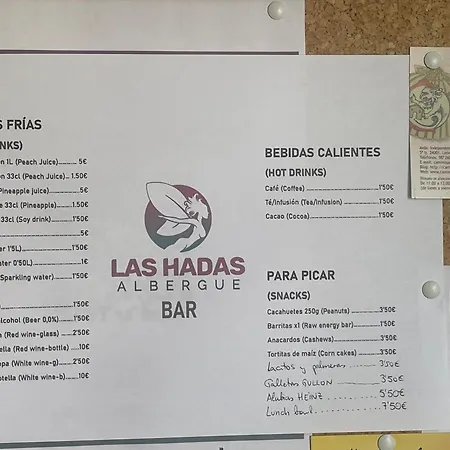 S FRÍAS
NKS)
n 1L (Peach Juice)............5€
n 33cl (Peach Juice)..1.50€
Pineapple juice).............5€
e 33cl (Pineapple)......1.50€
33cl (Soy drink)..........1'50€
..................5€
er 1'5L)..................1'50€
ter 0'50L)..................1€
Sparkling water)........1'50€
)..................1'50€
lcohol (Beer 0,0%)......1'50€
a (Red wine-glass) ......2'50€
ella (Red wine-bottle) .....10€
opa (White wine-g)........2'50€
otella (White wine-b)........10€
LAS HADAS
ALBERGUE
BAR
BEBIDAS CALIENTES
(HOT DRINKS)
Café (Coffee) ..................1'50€
Té/Infusión (Tea/Infusion) ..................1'50€
Cacao (Cocoa)..................1'50€
PARA PICAR
(SNACKS)
Cacahuetes 250g (Peanuts) ..................3'50€
Barritas x1 (Raw energy bar)..................1'50€
Anacardos (Cashews)..................3'50€
Tortitas de maíz (Corn cakes) ..................3'50€
Lacitos y palmeras 3'50€
Galletas GULLON 3'50€
Alubias HEINZ 5'50€
Lunch bowl 7'50€